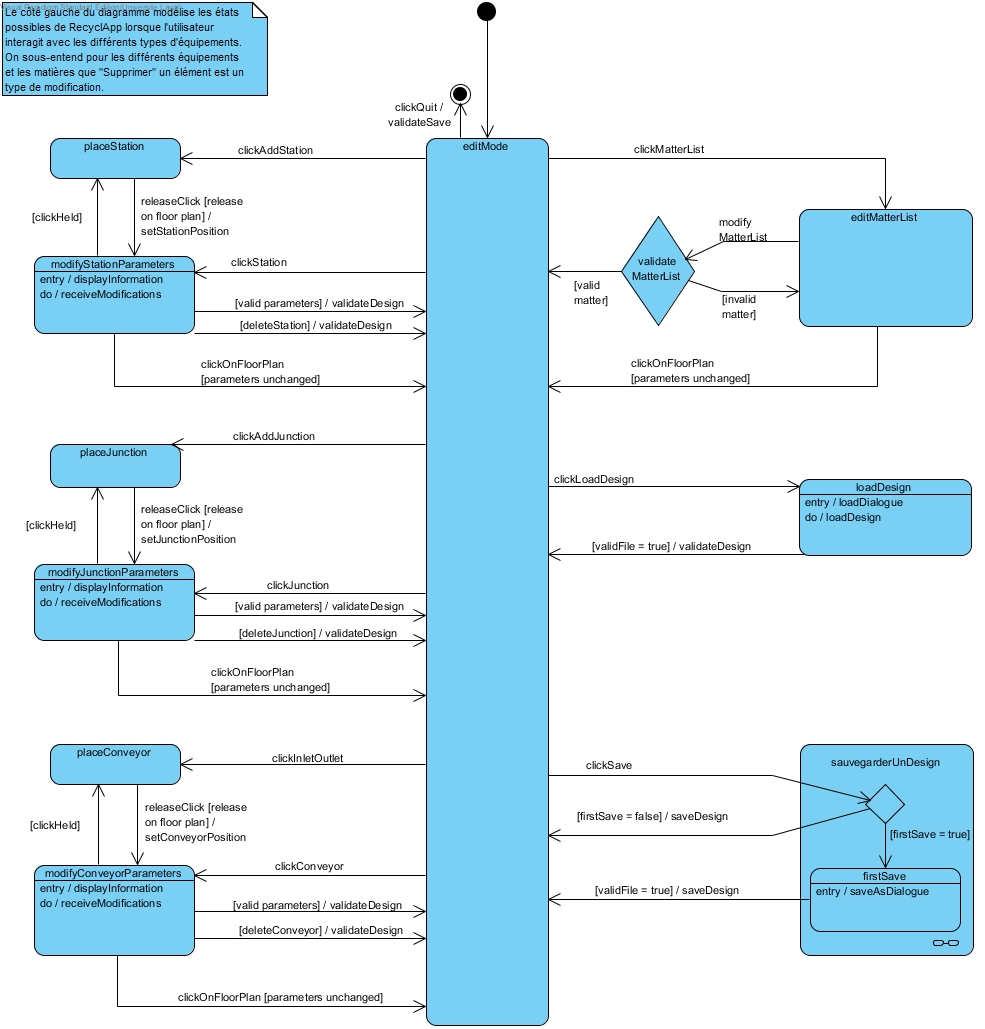 Visual Paradigm Standard Edition(Universite Laval)
Le côté gauche du diagramme modélise les états
possibles de RecyclApp lorsque l'utilisateur
interagit avec les différents types d'équipements.
On sous-entend pour les différents équipements
et les matières que "Supprimer" un élément est un
type de modification.
clickQuit /
validateSave
editMode
placeStation
clickAddStation
[clickHeld]
releaseClick [release
on floor plan] /
setStationPosition
modifyStationParameters
entry / displayInformation
do / receiveModifications
clickStation
[valid parameters] / validateDesign
[deleteStation] / validateDesign
clickOnFloorPlan
[parameters unchanged]
clickMatterList
editMatterList
modify
MatterList
validate
MatterList
[valid
matter]
[invalid
matter]
clickOnFloorPlan
[parameters unchanged]
clickAddJunction
placeJunction
[clickHeld]
releaseClick [release
on floor plan] /
setJunctionPosition
modifyJunctionParameters
entry / displayInformation
do / receiveModifications
clickJunction
[valid parameters] / validateDesign
[deleteJunction] / validateDesign
clickOnFloorPlan
[parameters unchanged]
clickLoadDesign
loadDesign
entry / loadDialogue
do / loadDesign
[validFile = true] / validateDesign
placeConveyor
clickInletOutlet
[clickHeld]
releaseClick [release
on floor plan] /
setConveyorPosition
modifyConveyorParameters
entry / displayInformation
do / receiveModifications
clickConveyor
[valid parameters] / validateDesign
[deleteConveyor] / validateDesign
clickOnFloorPlan [parameters unchanged]
clickSave
sauvegarderUnDesign
[firstSave = false] / saveDesign
[firstSave = true]
firstSave
entry / saveAsDialogue
[validFile = true] / saveDesign